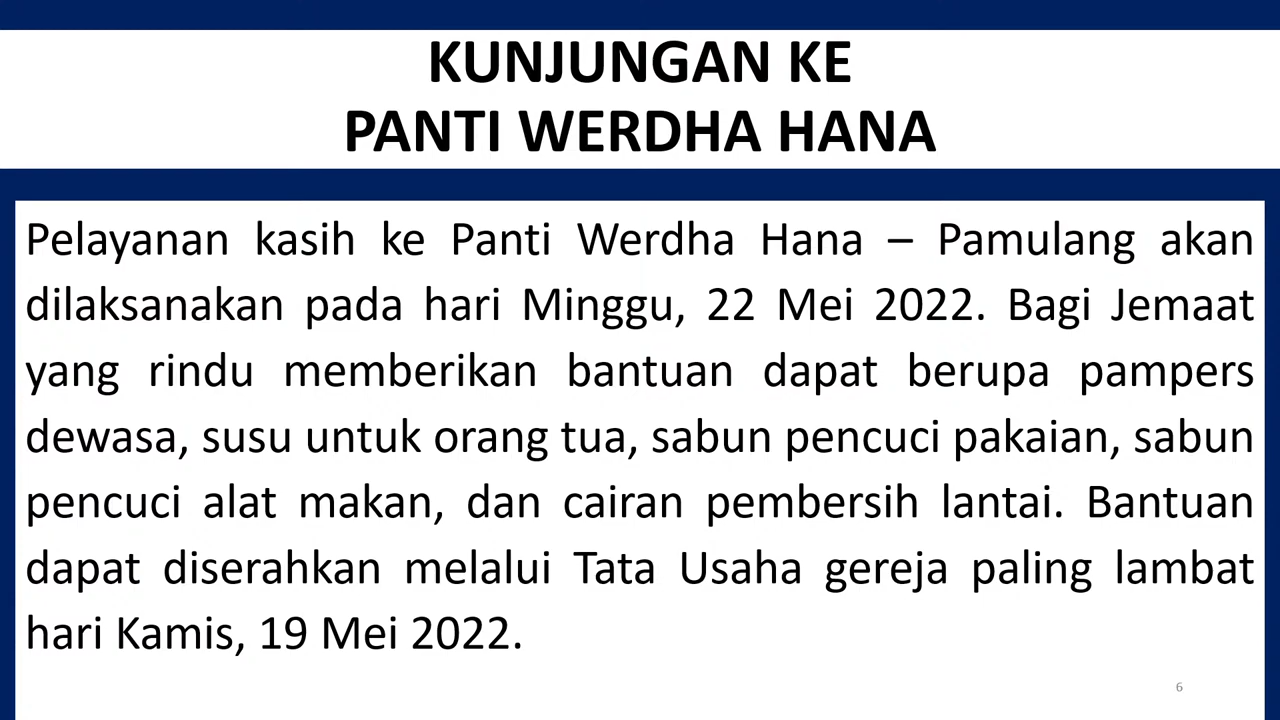 KUNJUNGAN KE
PANTI WERDHA HANA
Pelayanan kasih ke Panti Werdha Hana – Pamulang akan
dilaksanakan pada hari Minggu, 22 Mei 2022. Bagi Jemaat
yang rindu memberikan bantuan dapat berupa pampers
dewasa, susu untuk orang tua, sabun pencuci pakaian, sabun
pencuci alat makan, dan cairan pembersih lantai. Bantuan
dapat diserahkan melalui Tata Usaha gereja paling lambat
hari Kamis, 19 Mei 2022.
6